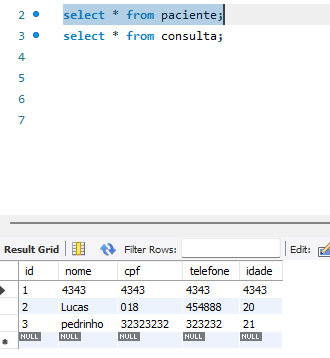 2 select * from paciente;
3 select * from consulta;
4
5
6
7
Result Grid Filter Rows: Edit:
id nome cpf telefone idade
1 4343 4343 4343 4343
2 Lucas 018 454888 20
3 pedrinho 32323232 323232 21
NULL NULL NULL NULL NULL